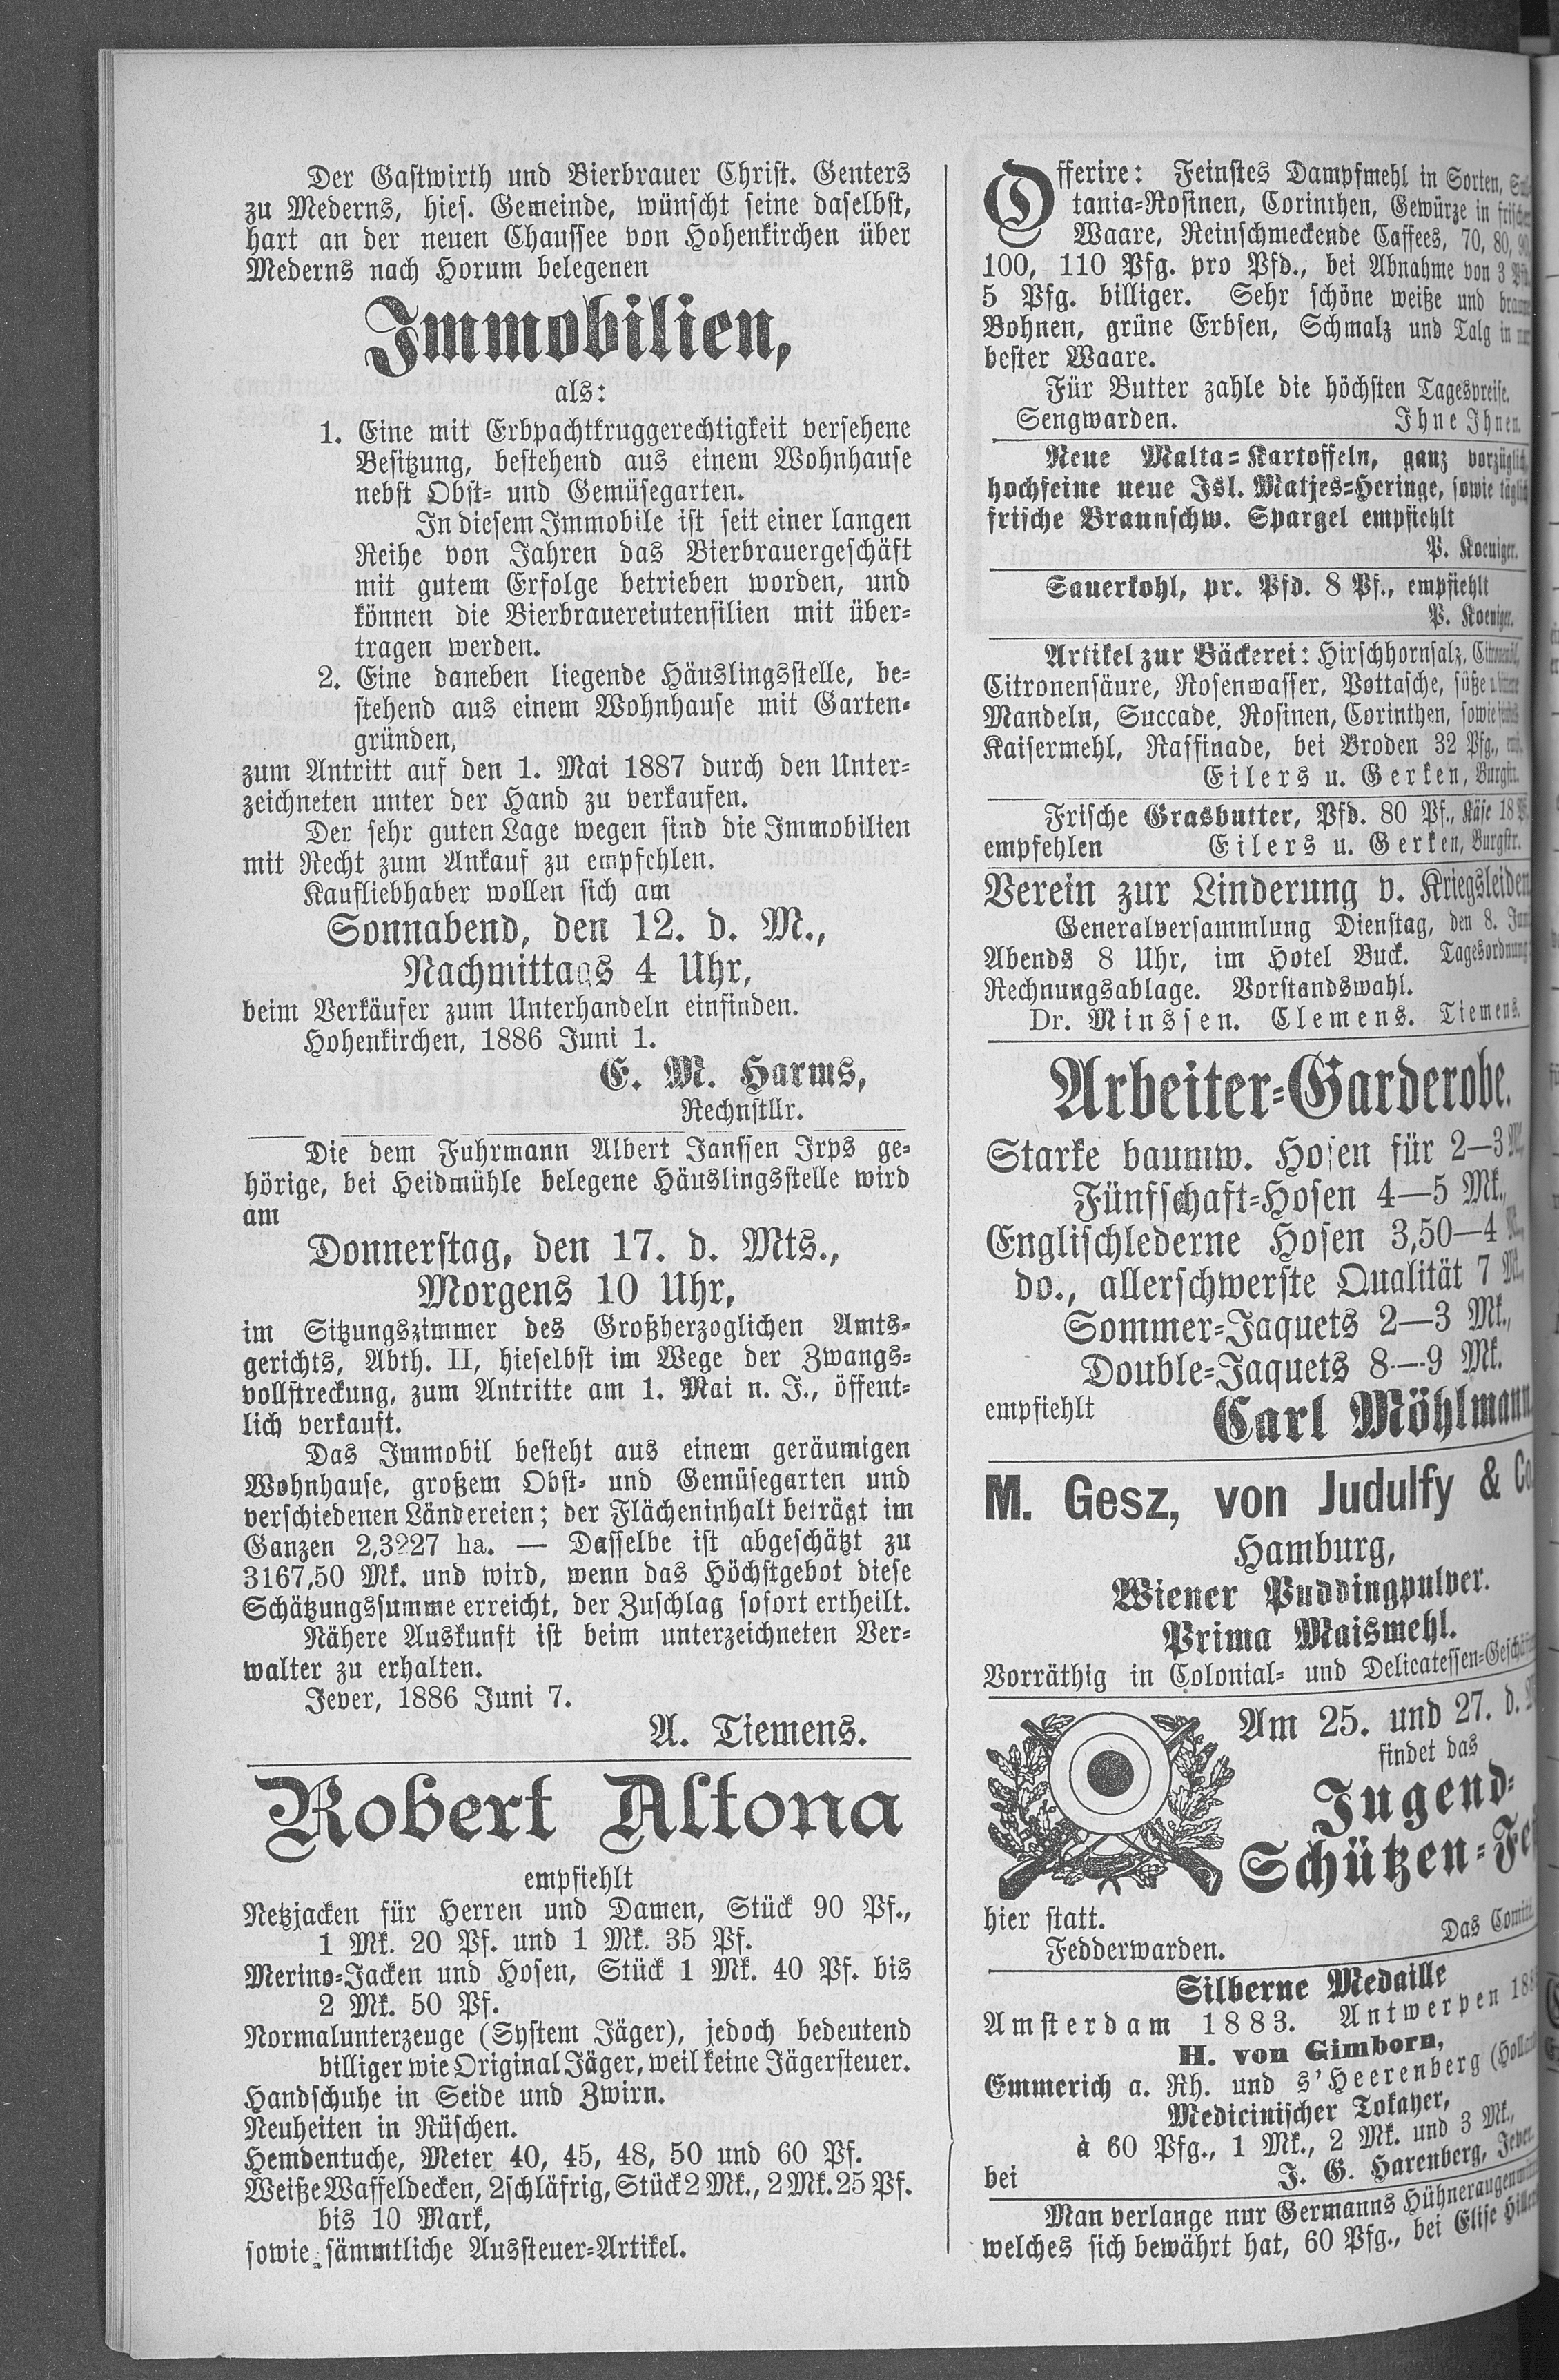 Der Gastwirth und Bierbrauer Christ. Genters
zu Mederns, hies. Gemeinde, wünscht seine daselbst,
hart an der neuen Chaussee von Hohenkirchen über
Mederns nach Horum belegenen
Immobilien,
als:
1. Eine mit Erbpachtkruggerechtigkeit versehene
Besitzung, bestehend aus einem Wohnhause
nebst Obst- und Gemüsegarten.
In diesem Immobile ist seit einer langen
Reihe von Jahren das Bierbrauergeschäft
mit gutem Erfolge betrieben worden, und
können die Bierbrauereiutensilien mit über-
tragen werden.
2. Eine daneben liegende Häuslingsstelle, be-
stehend aus einem Wohnhause mit Garten-
gründen,
zum Antritt auf den 1. Mai 1887 durch den Unter-
zeichneten unter der Hand zu verkaufen.
Der sehr guten Lage wegen sind die Immobilien
mit Recht zum Ankauf zu empfehlen.
Kaufliebhaber wollen sich am
Sonnabend, den 12. d. M.,
Nachmittags 4 Uhr,
beim Verkäufer zum Unterhandeln einfinden.
Hohenkirchen, 1886 Juni 1.
E. M. Harms,
Rechnstllr.
Die dem Fuhrmann Albert Janssen Irps ge-
hörige, bei Heidmühle belegene Häuslingsstelle wird
am
Donnerstag, den 17. d. Mts.,
Morgens 10 Uhr,
im Sitzungszimmer des Großherzoglichen Amts-
gerichts, Abth. II, hieselbst im Wege der Zwangs-
vollstreckung, zum Antritte am 1. Mai n. J., öffent-
lich verkauft.
Das Immobil besteht aus einem geräumigen
Wohnhause, großem Obst- und Gemüsegarten und
verschiedenen Ländereien; der Flächeninhalt beträgt im
Ganzen ha. — Dasselbe ist abgeschätzt zu
3167,50 Mk. und wird, wenn das Höchstgebot diese
Schätzungssumme erreicht, der Zuschlag sofort ertheilt.
Nähere Auskunft ist beim unterzeichneten Ver-
walter zu erhalten.
Jever, 1886 Juni 7.
A. Tiemens.
Robert Altona
empfiehlt
Netzjacken für Herren und Damen, Stück 90 Pf.,
1 Mk. 20 Pf. und 1 Mk. 35 Pf.
Merino-Jacken und Hosen, Stück 1 Mk. 40 Pf. bis
2 Mk. 50 Pf.
Normalunterzeuge (System Jäger), jedoch bedeutend
billiger wie Original Jäger, weil keine Jägersteuer.
Handschuhe in Seide und Zwirn.
Neuheiten in Rüschen.
Hemdentuche, Meter 40, 45, 48, 50 und 60 Pf.
Weiße Waffeldecken, 2schläfrig, Stück 2 Mk., 2 Mk. 25 Pf.
bis 10 Mark,
sowie sämmtliche Aussteuer-Artikel.
Offerire: Feinstes Dampfmehl in Sorten, Sul-
tania-Rosinen, Corinthen, Gewürze in frischer
Waare, Reinschmeckende Caffees, 70, 80, 90,
100, 110 Pfg. pro Pfd., bei Abnahme von 3 Pfd.
5 Pfg. billiger. Sehr schöne weiße und braune
Bohnen, grüne Erbsen, Schmalz und Talg in nur
bester Waare.
Für Butter zahle die höchsten Tagespreise.
Sengwarden. Ihne Ihnen.
Neue Malta-Kartoffeln, ganz vorzüglich,
hochfeine neue Isl. Matjes-Heringe, sowie täglich
frische Braunschw. Spargel empfiehlt
P. Koeniger.
Sauerkohl, pr. Pfd. 8 Pf., empfiehlt
P. Koeniger.
Artikel zur Bäckerei: Hirschhornsalz,
Citronensäure, Rosenwasser, Pottasche, süße u. bittere
Mandeln, Succade, Rosinen, Corinthen, sowie
Kaisermehl, Raffinade, bei Broden 32 Pfg.,
Eilers u. Gerken, Burgstr.
Frische Grasbutter, Pfd. 80 Pf., Käse 18 Pf.
empfehlen Eilers u. Gerken, Burgstr.
Verein zur Linderung v. Kriegsleiden
Generalversammlung Dienstag, den 8. Juni
Abends 8 Uhr, im Hotel Buck. Tagesordnung:
Rechnungsablage. Vorstandswahl.
Dr. Minssen. Clemens. Tiemens.
Arbeiter-Garderobe.
Starke baumw. Hosen für 2—3 M.,
Fünfschaft-Hosen 4—5 Mk.,
Englischlederne Hosen 3,50—4 M.,
do., allerschwerste Qualität 7 M.,
Sommer-Jaquets 2—3 Mk.,
Double-Jaquets 8—9 Mk.
empfiehlt Carl Möhlmann
M. Gesz, von Judulfy & Co.
Hamburg,
Wiener Puddingpulver.
Prima Maismehl.
Vorräthig in Colonial- und Delicatessen-Geschäften
Am 25. und 27. d.
findet das
Jugend-
Schützen-Fe
hier statt.
Fedderwarden. Das Comité.
Silberne Medaille
Amsterdam 1883. Antwerpen 188
H. von Gimborn,
Emmerich a. Rh. und s'Heerenberg (Holland
Medicinischer Tokayer,
à 60 Pfg., 1 Mk., 2 Mk. und 3 Mk.,
bei J. G. Harenberg, Jever.
Man verlange nur Germanns Hühneraugenmittel
welches sich bewährt hat, 60 Pfg., bei Elise